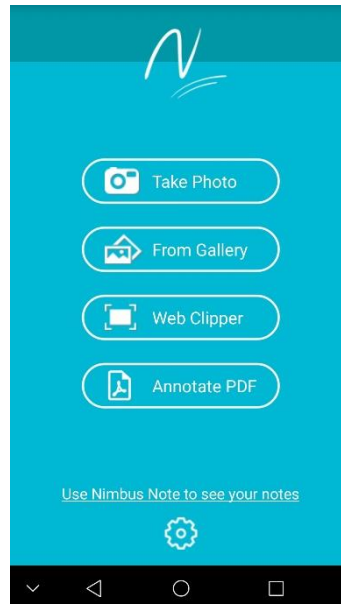 N
Take Photo
From Gallery
Web Clipper
Annotate PDF
Use Nimbus Note to see your notes